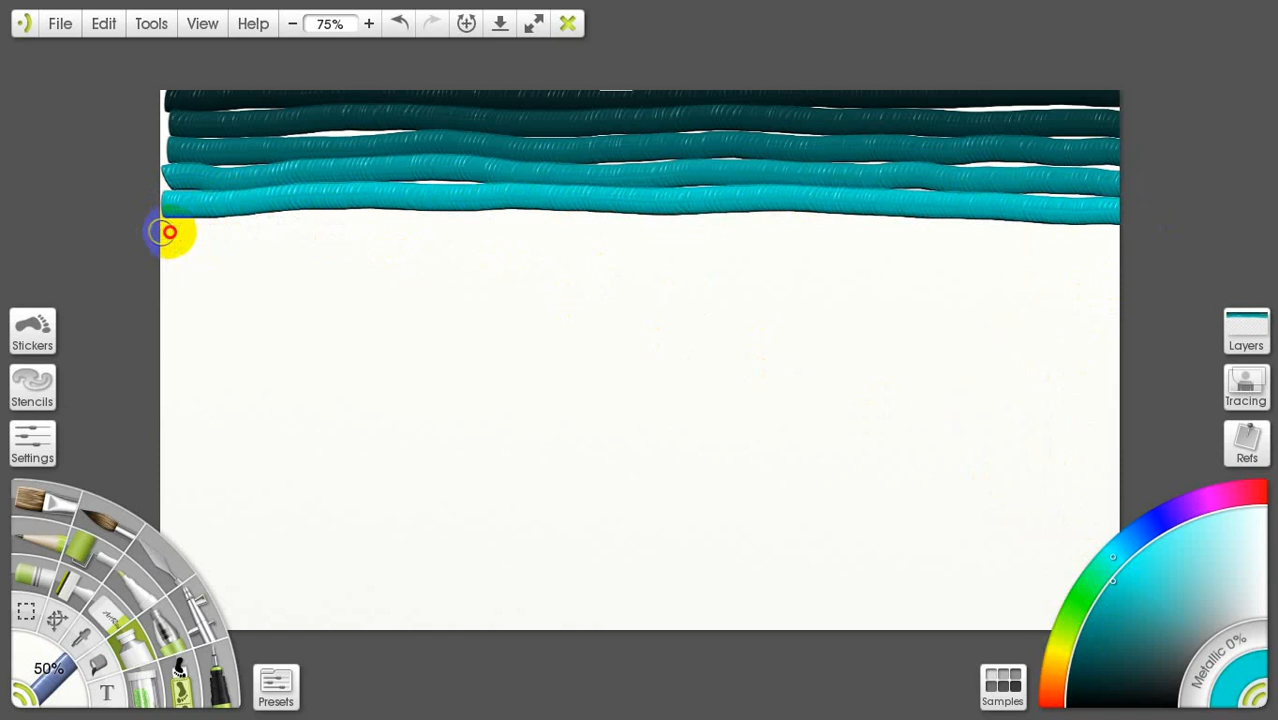 File Edit Tools View Help − 75% +
Stickers
Stencils
Settings
Layers
Tracing
Refs
50%
T
Presets
Samples
Metallic 0%